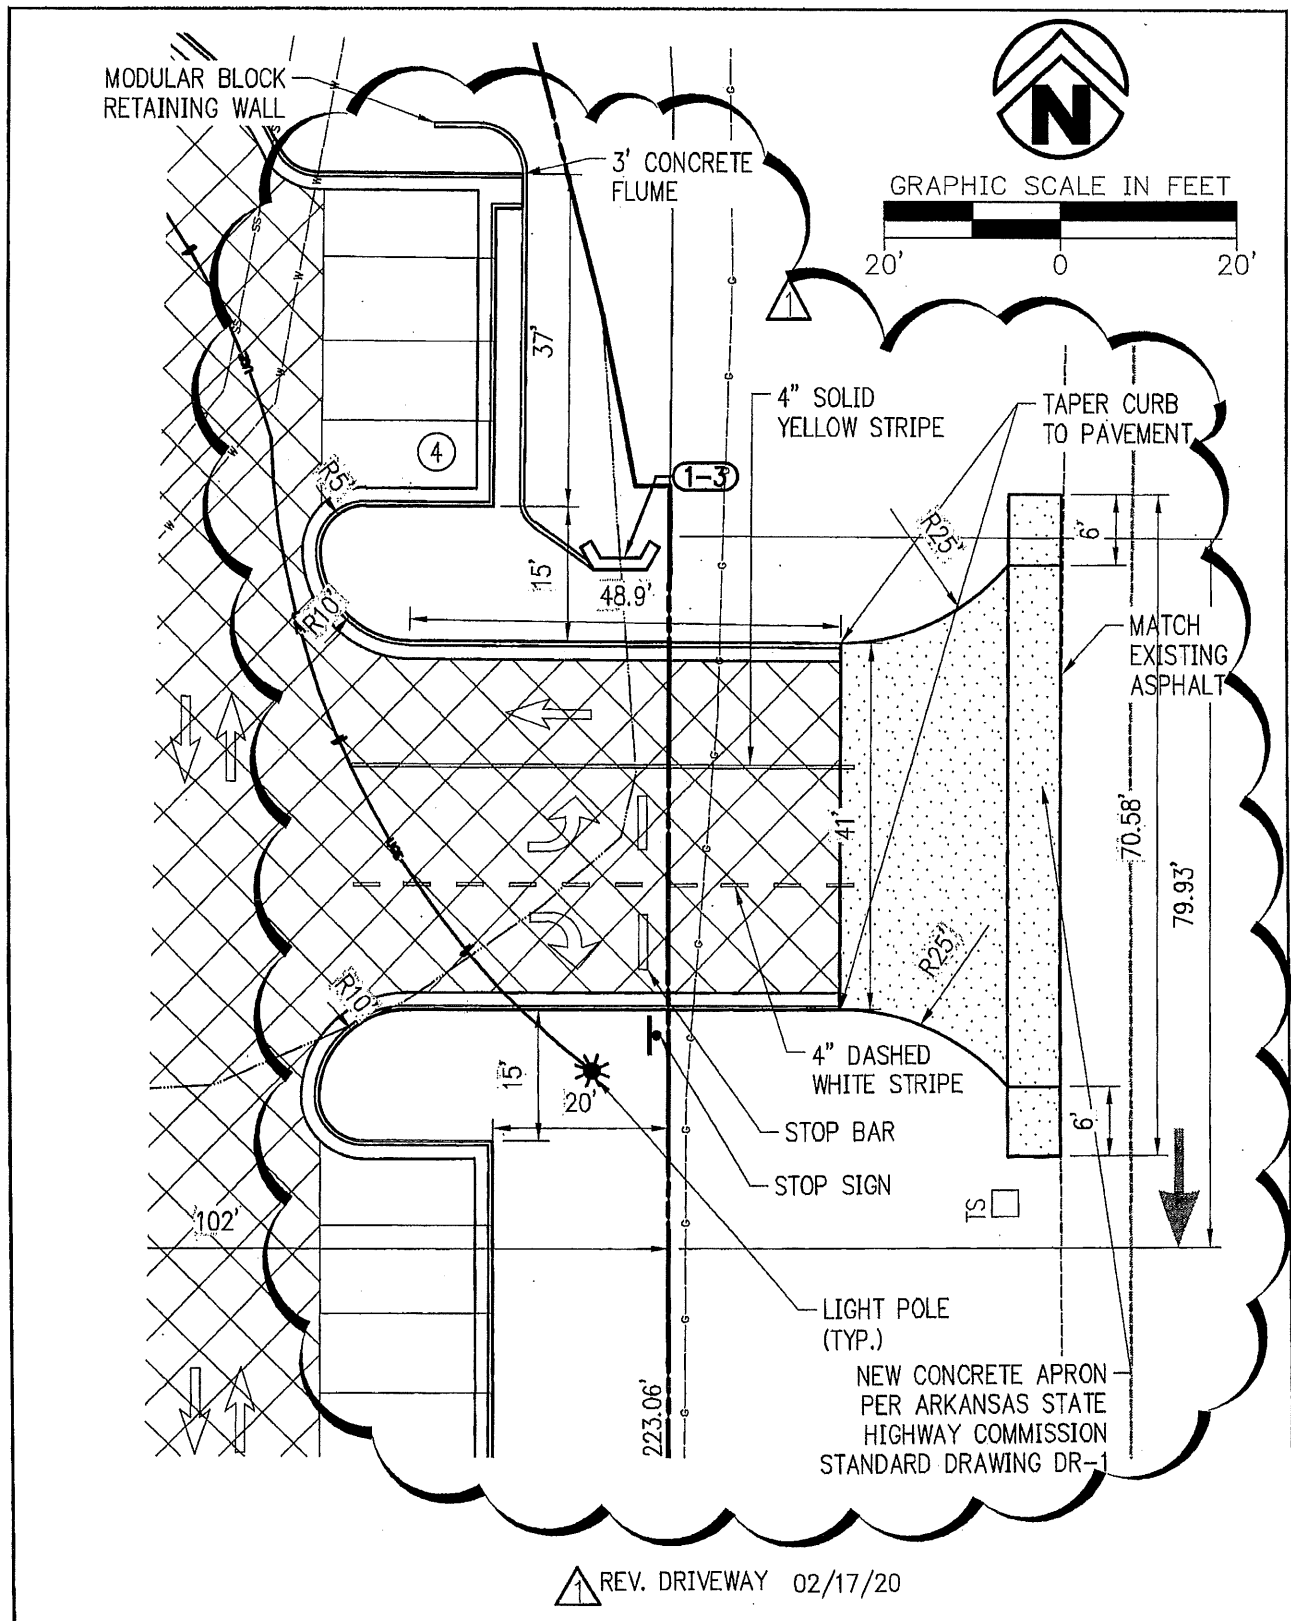 MODULAR BLOCK
RETAINING WALL
3' CONCRETE
FLUME
N
GRAPHIC SCALE IN FEET
20'
0
20'
1
SS
W
W
SS
W
W
G
G
G
G
G
G
G
G
G
G
G
G
37'
4" SOLID
YELLOW STRIPE
TAPER CURB
TO PAVEMENT
4
1-3
R5'
R25'
6'
15'
48.9'
R10'
MATCH
EXISTING
ASPHALT
41'
70.58'
79.93'
R25'
R10'
15'
20'
4" DASHED
WHITE STRIPE
6'
STOP BAR
STOP SIGN
TS
102'
LIGHT POLE
(TYP.)
223.06'
NEW CONCRETE APRON
PER ARKANSAS STATE
HIGHWAY COMMISSION
STANDARD DRAWING DR-1
1 REV. DRIVEWAY 02/17/20